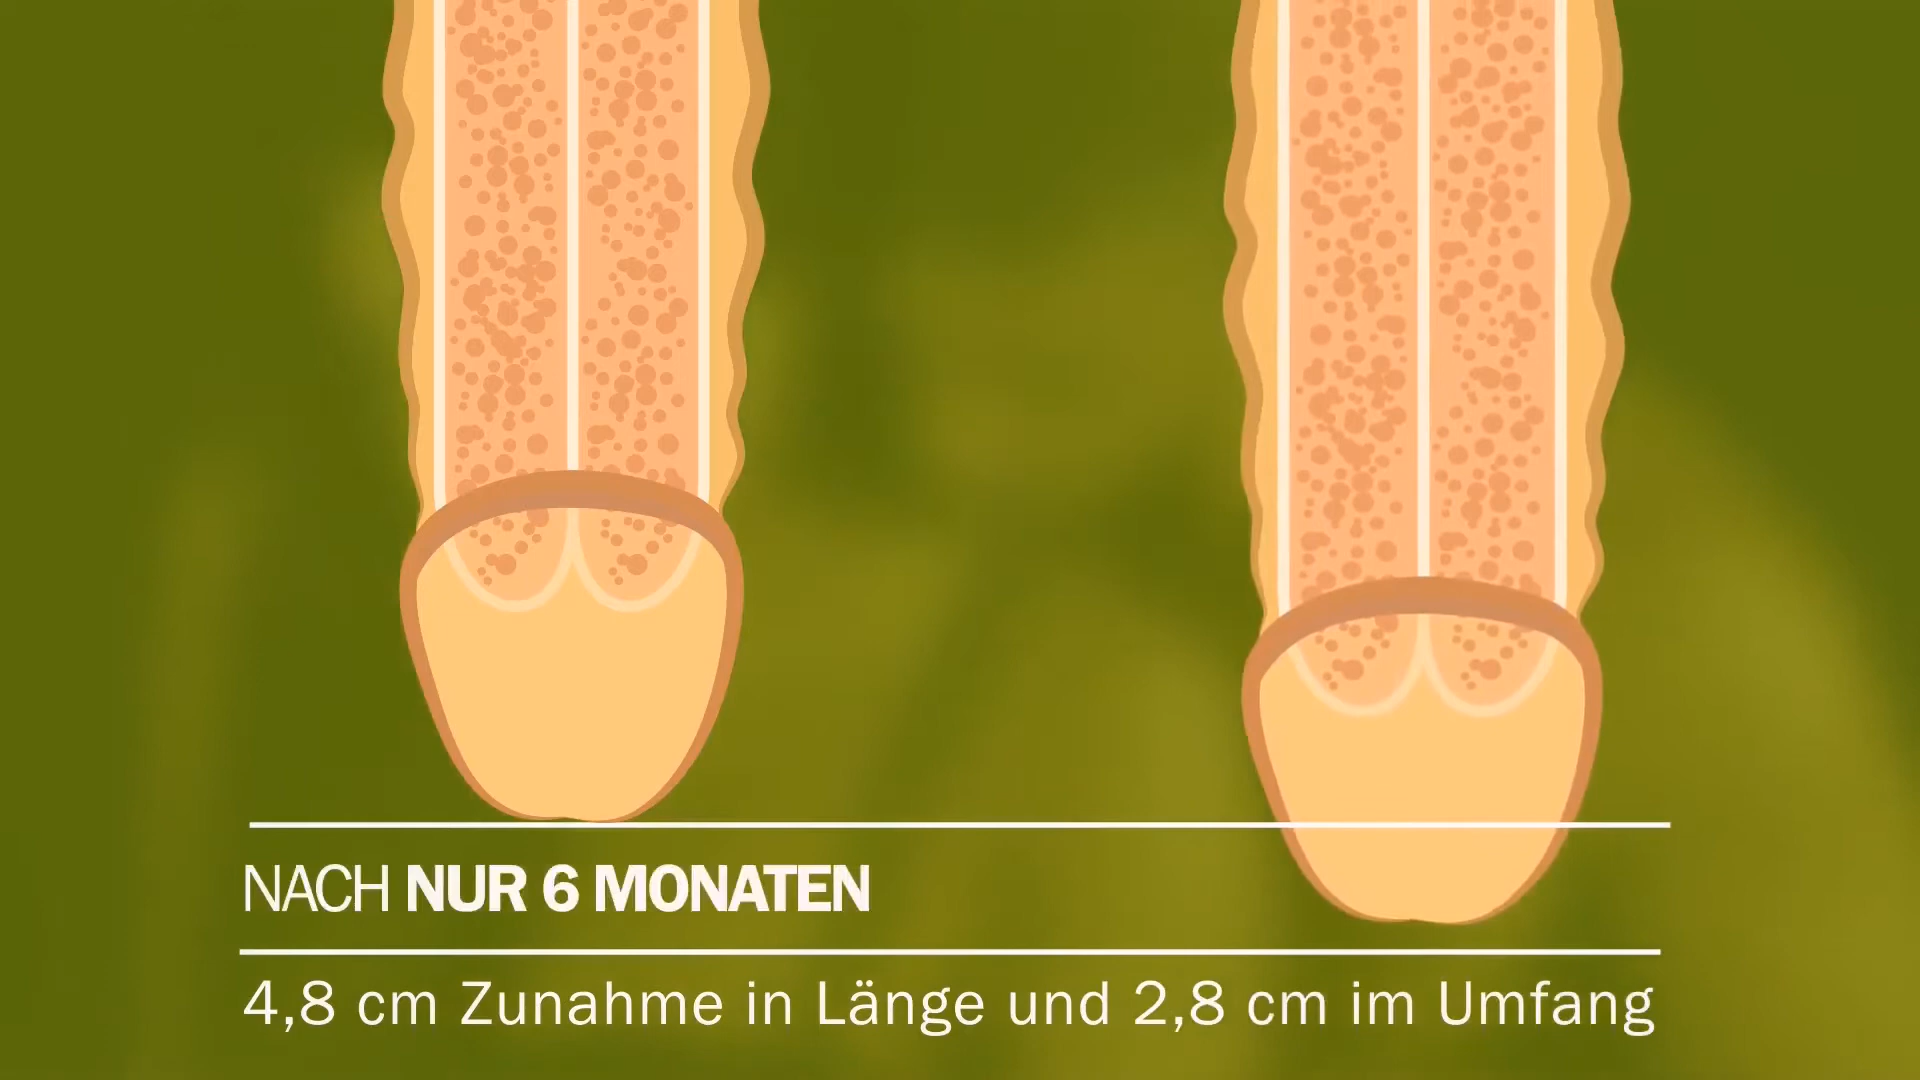 NACH NUR 6 MONATEN
4,8 cm Zunahme in Länge und 2,8 cm im Umfang